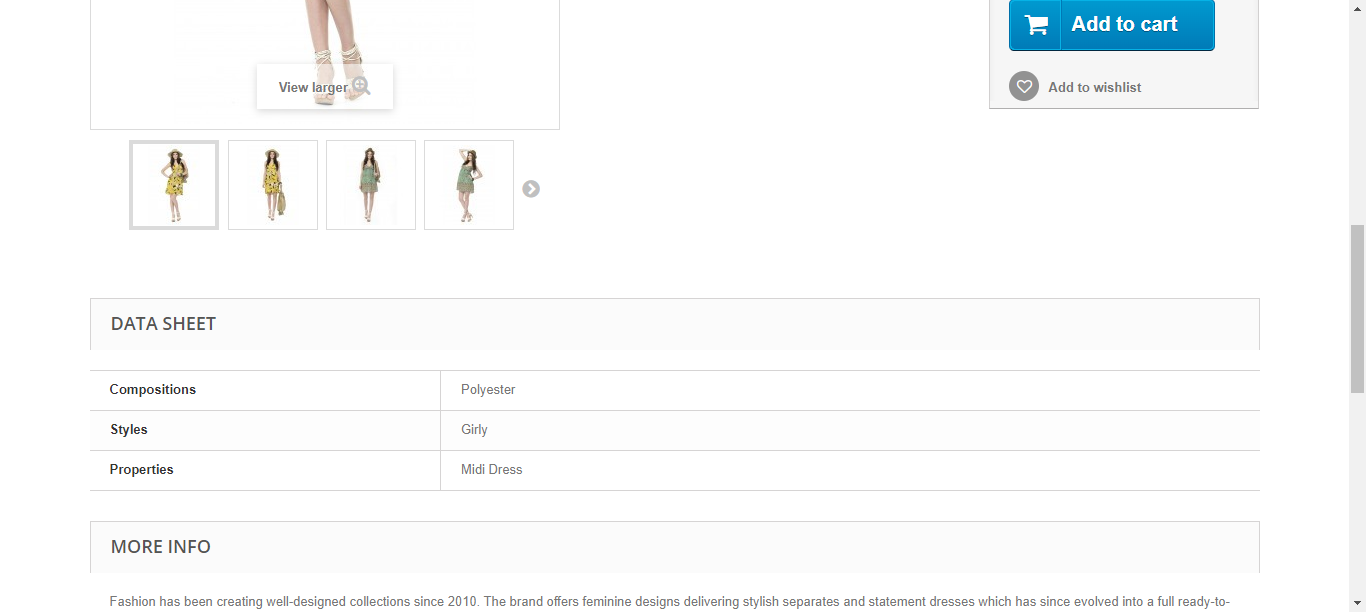 Add to cart
View larger
Add to wishlist
DATA SHEET
Compositions Polyester
Styles Girly
Properties Midi Dress
MORE INFO
Fashion has been creating well-designed collections since 2010. The brand offers feminine designs delivering stylish separates and statement dresses which has since evolved into a full ready-to-